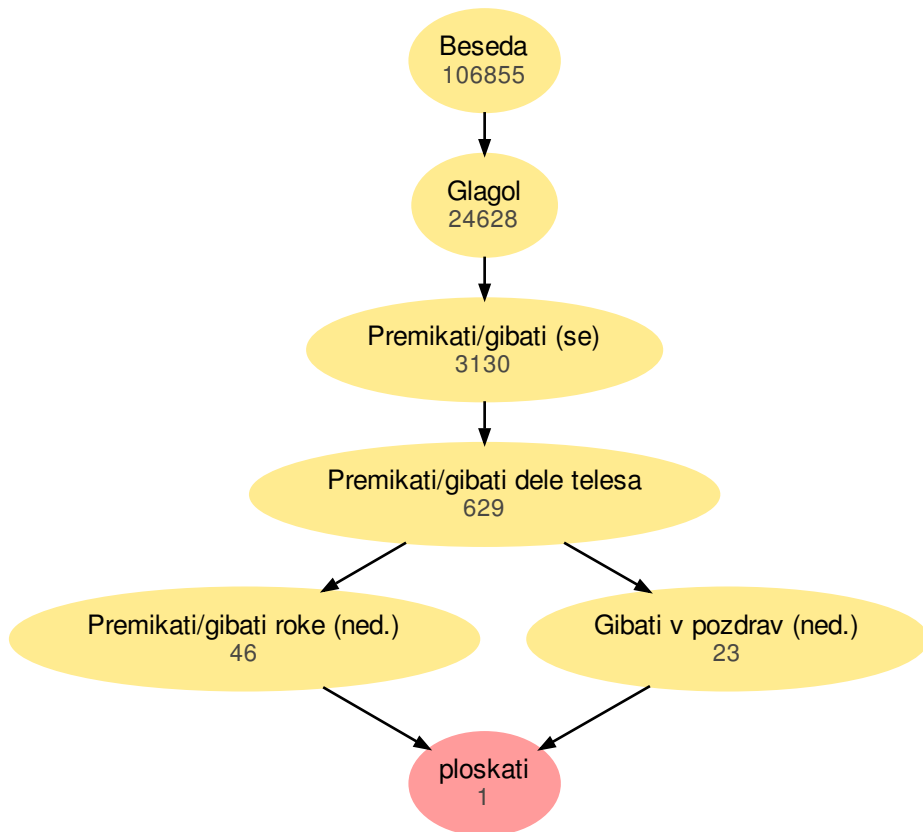 Beseda
106855
Glagol
24628
Premikati/gibati (se)
3130
Premikati/gibati dele telesa
629
Premikati/gibati roke (ned.)
46
Gibati v pozdrav (ned.)
23
ploskati
1